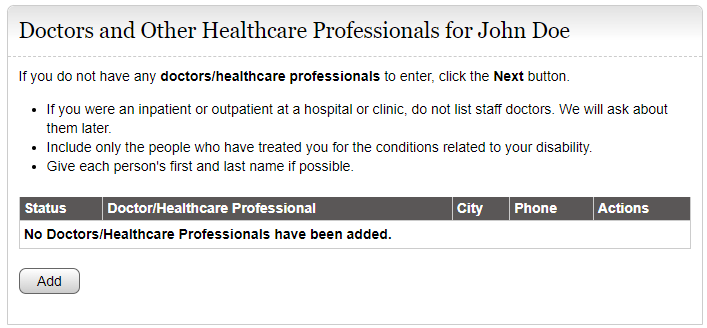 Doctors and Other Healthcare Professionals for John Doe
If you do not have any doctors/healthcare professionals to enter, click the Next button.
• If you were an inpatient or outpatient at a hospital or clinic, do not list staff doctors. We will ask about
them later.
• Include only the people who have treated you for the conditions related to your disability.
• Give each person's first and last name if possible.
Status Doctor/Healthcare Professional City Phone Actions
No Doctors/Healthcare Professionals have been added.
Add